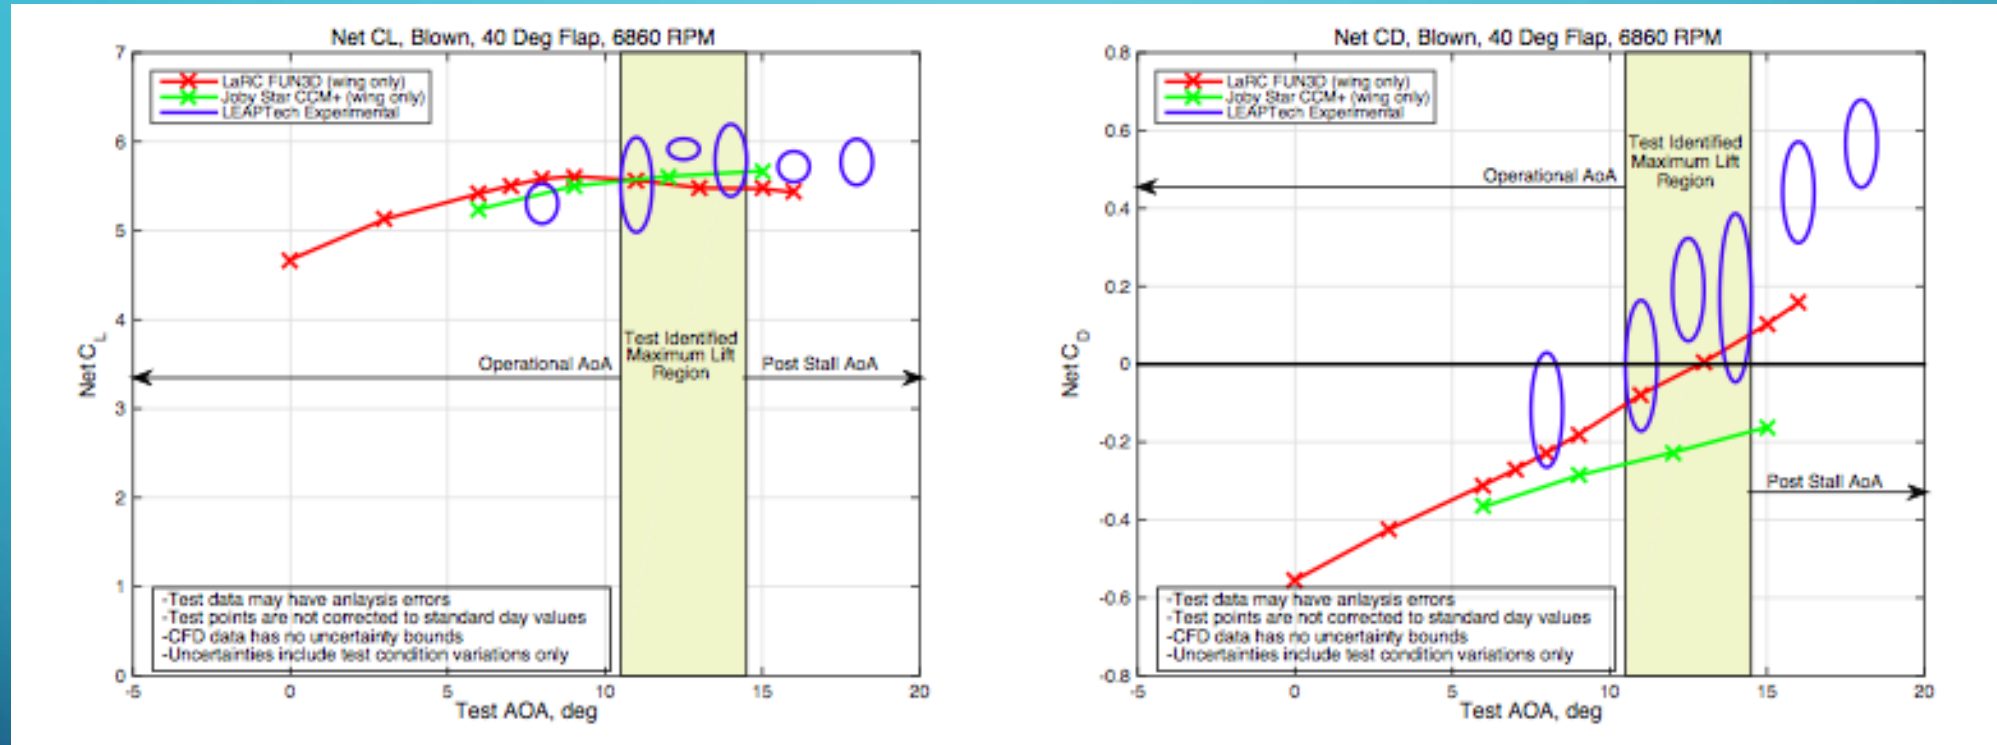 Net CL, Blown, 40 Deg Flap, 6860 RPM
7
6
5
4
3
2
1
0
Net CL
LaRC FUN3D (wing only)
Joby Star CCM+ (wing only)
LEAPTech Experimental
Operational AoA
Test Identified
Maximum Lift
Region
Post Stall AoA
-Test data may have anlaysis errors
-Test points are not corrected to standard day values
-CFD data has no uncertainty bounds
-Uncertainties include test condition variations only
-5 0 5 10 15 20
Test AOA, deg
Net CD, Blown, 40 Deg Flap, 6860 RPM
0.8
0.6
0.4
0.2
0
-0.2
-0.4
-0.6
-0.8
Net CD
LaRC FUN3D (wing only)
Joby Star CCM+ (wing only)
LEAPTech Experimental
Test Identified
Maximum Lift
Region
Operational AoA
Post Stall AoA
-Test data may have anlaysis errors
-Test points are not corrected to standard day values
-CFD data has no uncertainty bounds
-Uncertainties include test condition variations only
-5 0 5 10 15 20
Test AOA, deg